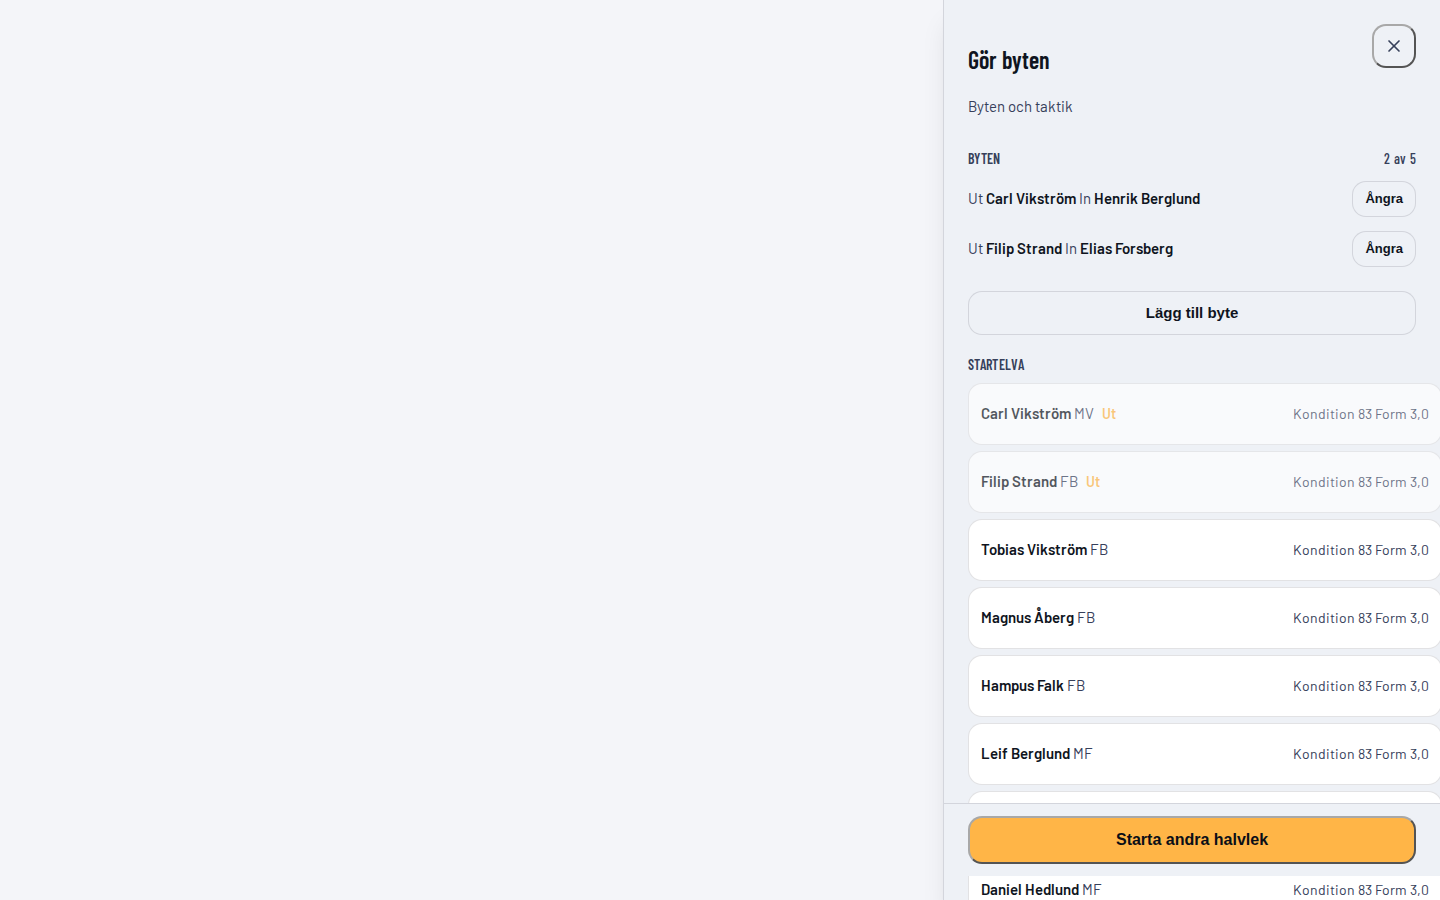 Gör byten
Byten och taktik
BYTEN 2 av 5
Ut Carl Vikström In Henrik Berglund Ångra
Ut Filip Strand In Elias Forsberg Ångra
Lägg till byte
STARTELVA
Carl Vikström MV Ut Kondition 83 Form 3,0
Filip Strand FB Ut Kondition 83 Form 3,0
Tobias Vikström FB Kondition 83 Form 3,0
Magnus Åberg FB Kondition 83 Form 3,0
Hampus Falk FB Kondition 83 Form 3,0
Leif Berglund MF Kondition 83 Form 3,0
Starta andra halvlek
Daniel Hedlund MF Kondition 83 Form 3,0